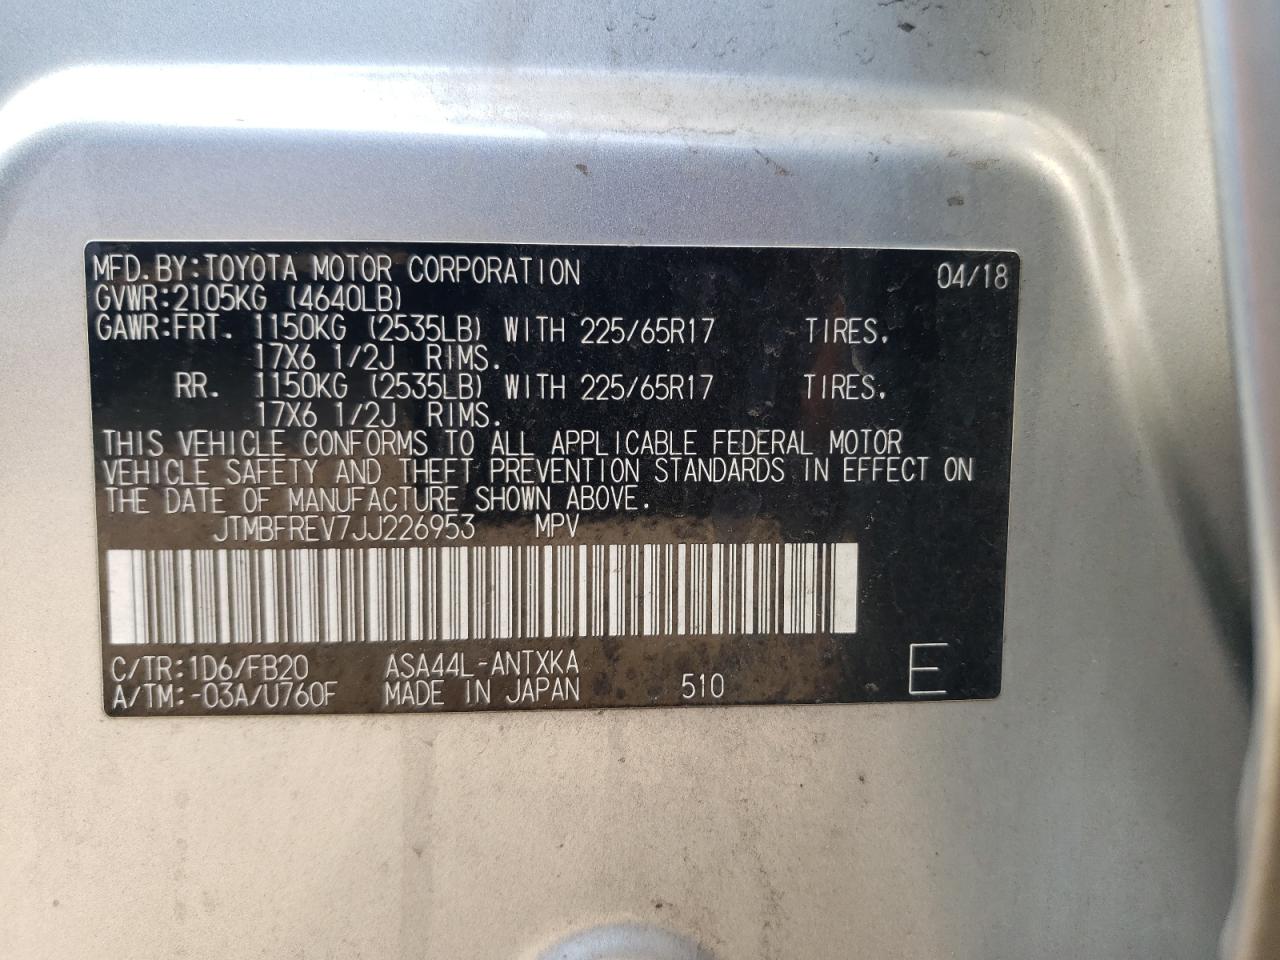 MFD.BY:TOYOTA MOTOR CORPORATION 04/18
GVWR:2105KG (4640LB)
GAWR:FRT. 1150KG (2535LB) WITH 225/65R17 TIRES.
17X6 1/2J RIMS.
RR. 1150KG (2535LB) WITH 225/65R17 TIRES.
17X6 1/2J RIMS.
THIS VEHICLE CONFORMS TO ALL APPLICABLE FEDERAL MOTOR
VEHICLE SAFETY AND THEFT PREVENTION STANDARDS IN EFFECT ON
THE DATE OF MANUFACTURE SHOWN ABOVE.
JTMBFREV7JJ226953 MPV
C/TR:1D6/FB20 ASA44L-ANTXKA
A/TM:-03A/U760F MADE IN JAPAN 510 E